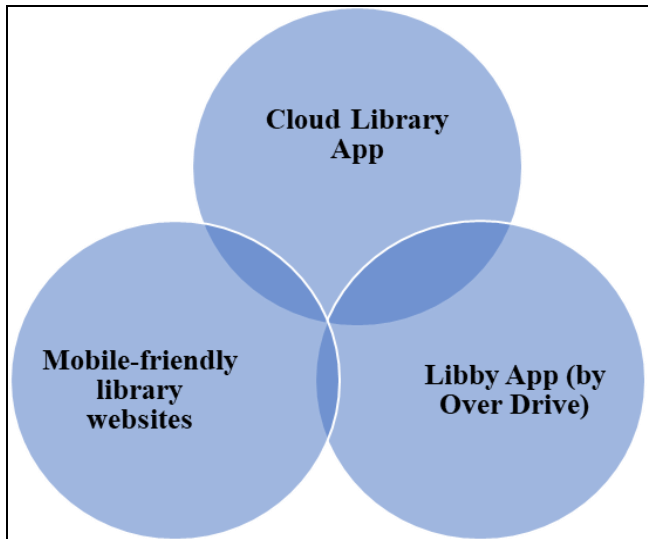 Cloud Library
App
Mobile-friendly
library
websites
Libby App (by
Over Drive)